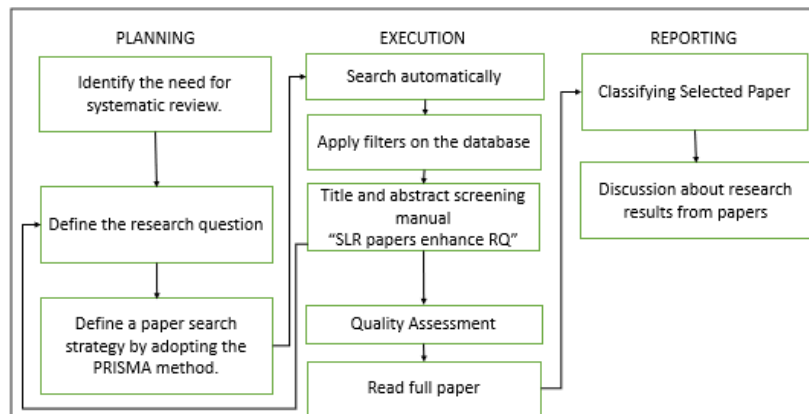 PLANNING
Identify the need for
systematic review.
Define the research question
Define a paper search
strategy by adopting the
PRISMA method.
EXECUTION
Search automatically
Apply filters on the database
Title and abstract screening
manual
“SLR papers enhance RQ”
Quality Assessment
Read full paper
REPORTING
Classifying Selected Paper
Discussion about research
results from papers